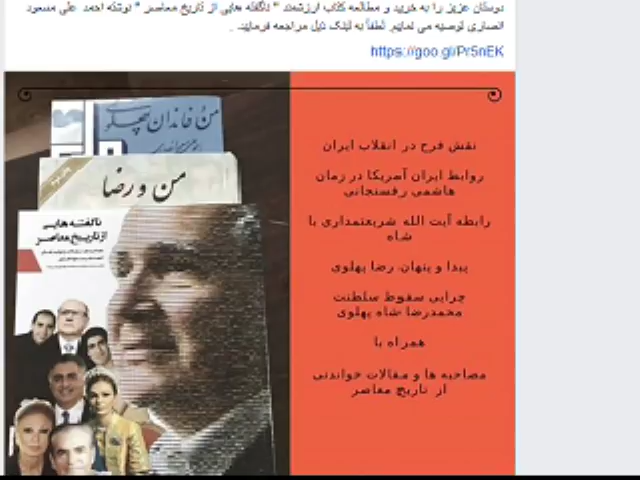 دوستان عزیز را به خرید و مطالعه کتاب ارزشمند " ناگفته هایی از تاریخ معاصر " نوشته احمد علی مسعود
انصاری توصیه می نمایم. لطفاً به لینک ذیل مراجعه فرمایید. .
https://goo.gl/Pr5nEK
من و خاندان پهلوی
من و رضا
ناگفته هایی
از تاریخ معاصر
نقش فرح در انقلاب ایران
روابط ایران آمریکا در زمان
هاشمی رفسنجانی
رابطه آیت الله شریعتمداری با
شاه
پیدا و پنهان رضا پهلوی
چرایی سقوط سلطنت
محمدرضا شاه پهلوی
همراه با
مصاحبه ها و مقالات خواندنی
از تاریخ معاصر